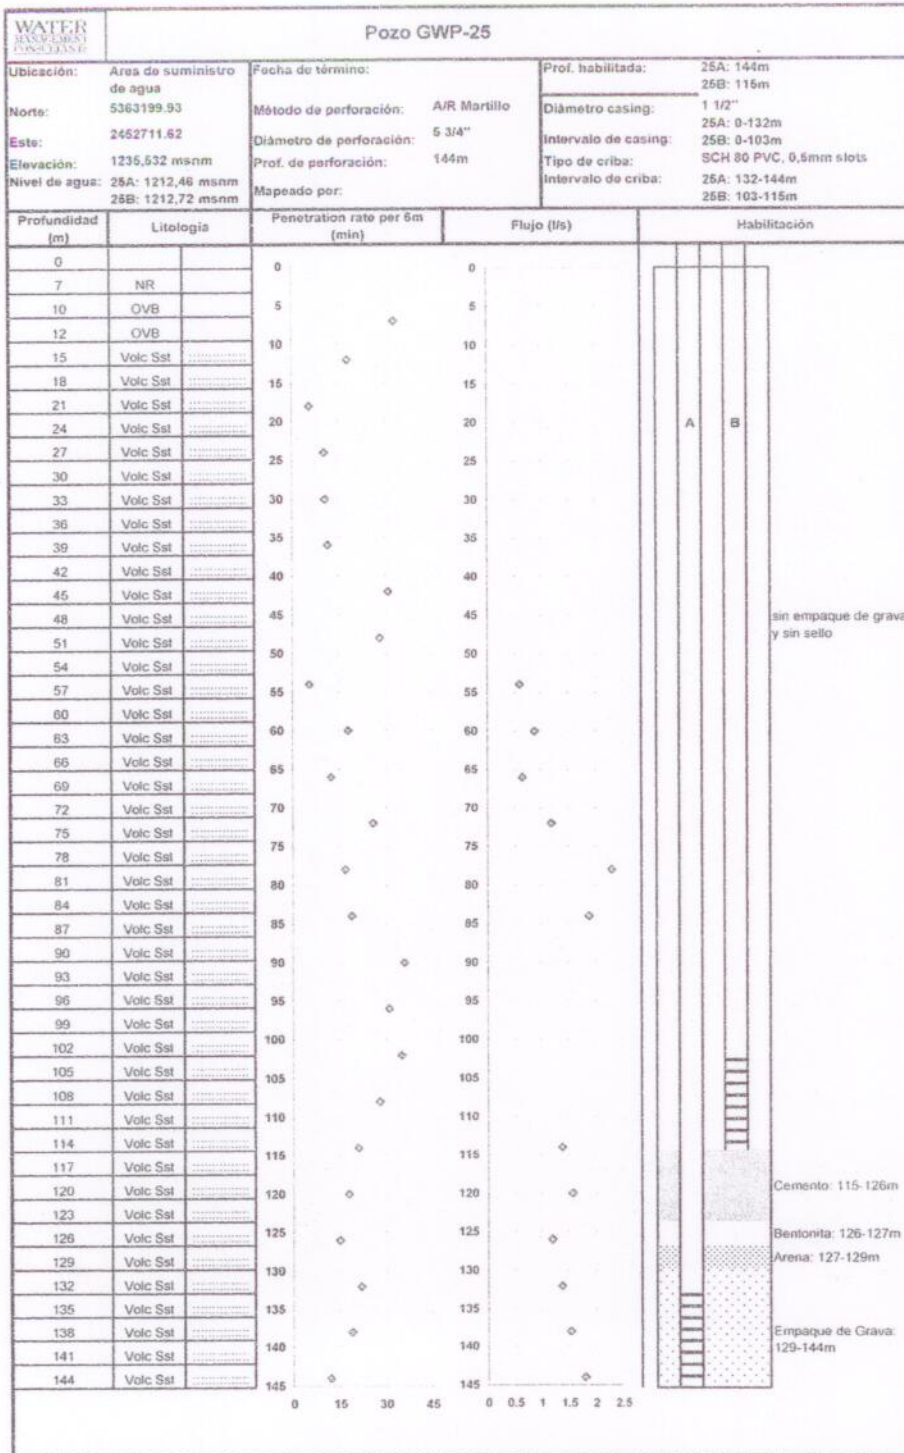 WATER
MANAGEMENT
CONSULTANTS
Pozo GWP-25
Ubicación: Area de suministro
de agua
Norte: 5363199.93
Este: 2452711.62
Elevación: 1235,532 msnm
Nivel de agua: 25A: 1212,46 msnm
25B: 1212,72 msnm
Fecha de término:
Método de perforación: A/R Martillo
Diámetro de perforación: 5 3/4"
Prof. de perforación: 144m
Mapeado por:
Prof. habilitada: 25A: 144m
25B: 115m
Diámetro casing: 1 1/2"
25A: 0-132m
Intervalo de casing: 25B: 0-103m
Tipo de criba: SCH 80 PVC, 0,5mm slots
Intervalo de criba: 25A: 132-144m
25B: 103-115m
Profundidad
(m)
Litologia
Penetration rate per 6m
(min)
Flujo (l/s)
Habilitación
0
7 NR
10 OVB
12 OVB
15 Volc Sst
18 Volc Sst
21 Volc Sst
24 Volc Sst
27 Volc Sst
30 Volc Sst
33 Volc Sst
36 Volc Sst
39 Volc Sst
42 Volc Sst
45 Volc Sst
48 Volc Sst
51 Volc Sst
54 Volc Sst
57 Volc Sst
60 Volc Sst
63 Volc Sst
66 Volc Sst
69 Volc Sst
72 Volc Sst
75 Volc Sst
78 Volc Sst
81 Volc Sst
84 Volc Sst
87 Volc Sst
90 Volc Sst
93 Volc Sst
96 Volc Sst
99 Volc Sst
102 Volc Sst
105 Volc Sst
108 Volc Sst
111 Volc Sst
114 Volc Sst
117 Volc Sst
120 Volc Sst
123 Volc Sst
126 Volc Sst
129 Volc Sst
132 Volc Sst
135 Volc Sst
138 Volc Sst
141 Volc Sst
144 Volc Sst
0
5
10
15
20
25
30
35
40
45
50
55
60
65
70
75
80
85
90
95
100
105
110
115
120
125
130
135
140
145
0 15 30 45
0
5
10
15
20
25
30
35
40
45
50
55
60
65
70
75
80
85
90
95
100
105
110
115
120
125
130
135
140
145
0 0.5 1 1.5 2 2.5
A B
sin empaque de grava
y sin sello
Cemento: 115-126m
Bentonita: 126-127m
Arena: 127-129m
Empaque de Grava:
129-144m